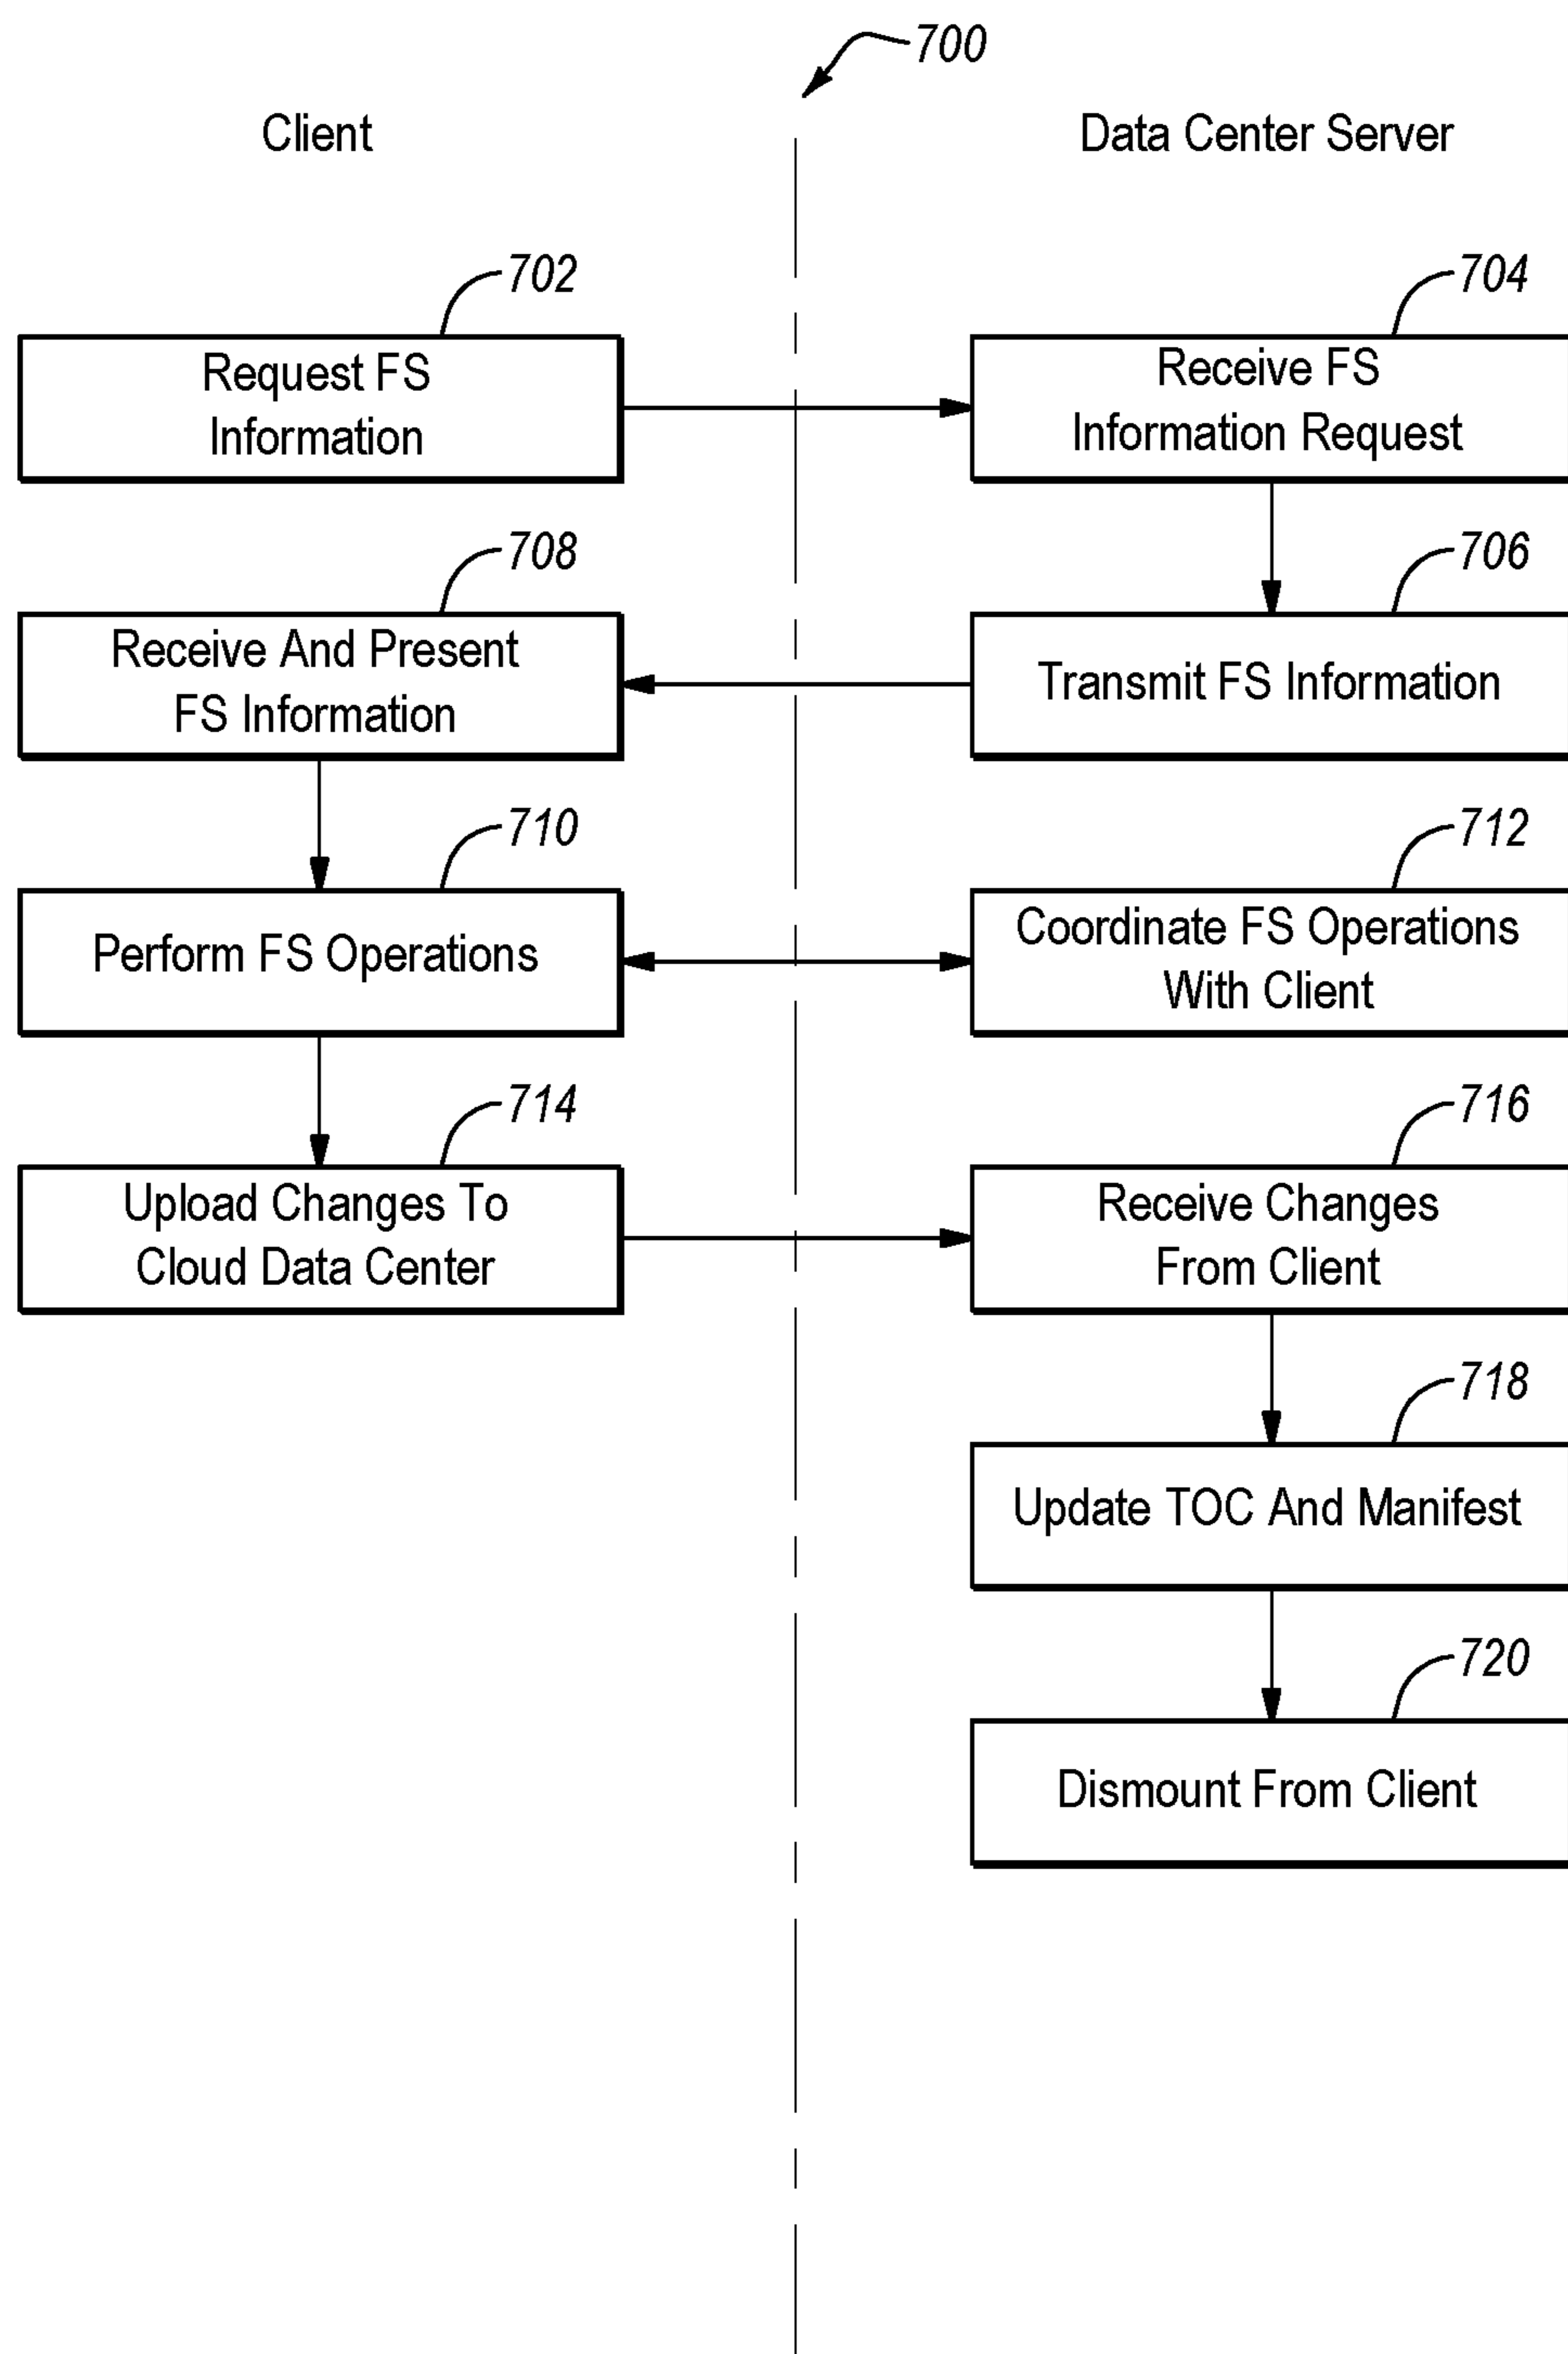 700
Client
Data Center Server
702
704
Request FS
Information
Receive FS
Information Request
708
706
Receive And Present
FS Information
Transmit FS Information
710
712
Perform FS Operations
Coordinate FS Operations
With Client
714
716
Upload Changes To
Cloud Data Center
Receive Changes
From Client
718
Update TOC And Manifest
720
Dismount From Client